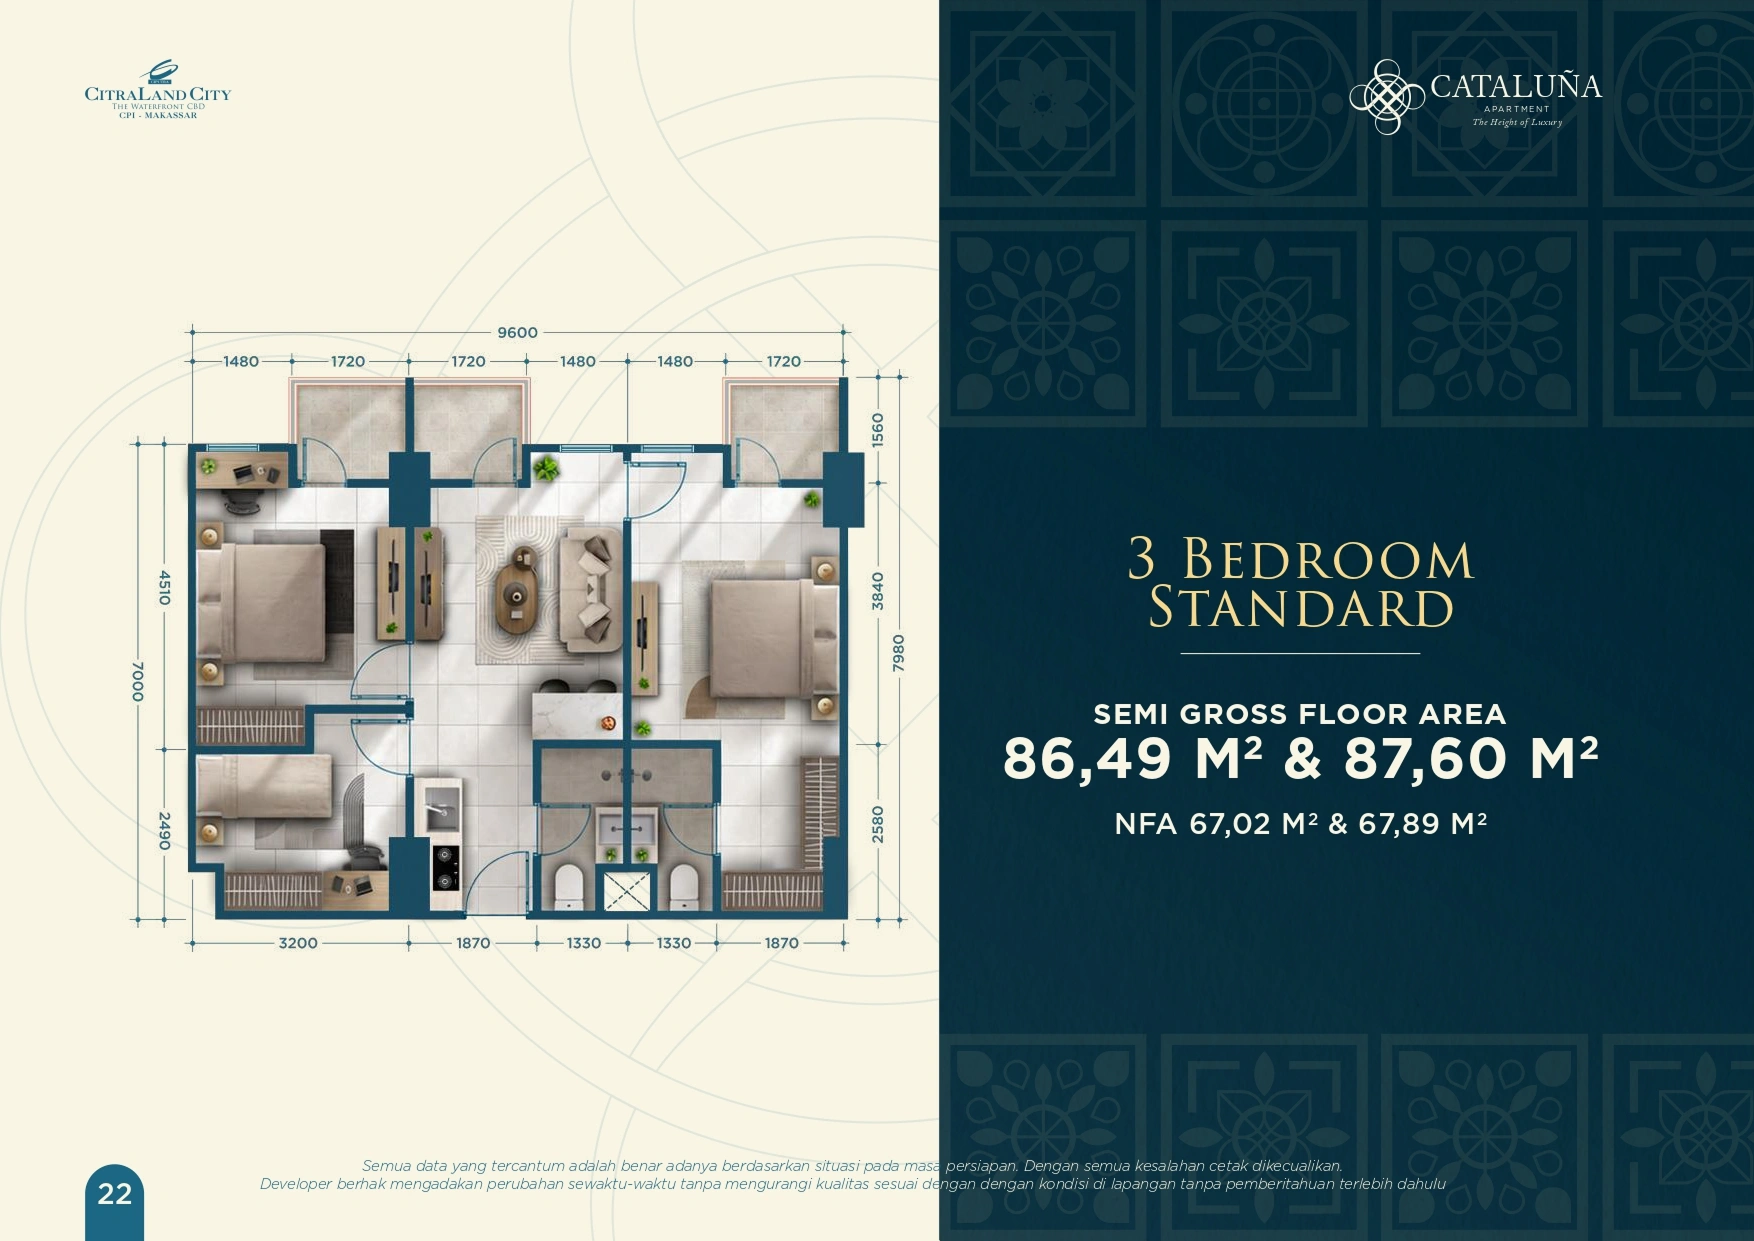 CITRALAND CITY
THE WATERFRONT CBD
CPI - MAKASSAR
CATALUÑA
APARTMENT
The Height of Luxury
9600
1480 1720 1720 1480 1480 1720
1560
4510
3840
7000
7980
2490
2580
3200 1870 1330 1330 1870
3 BEDROOM
STANDARD
SEMI GROSS FLOOR AREA
86,49 M² & 87,60 M²
NFA 67,02 M² & 67,89 M²
Semua data yang tercantum adalah benar adanya berdasarkan situasi pada masa persiapan. Dengan semua kesalahan cetak dikecualikan.
Developer berhak mengadakan perubahan sewaktu-waktu tanpa mengurangi kualitas sesuai dengan dengan kondisi di lapangan tanpa pemberitahuan terlebih dahulu
22